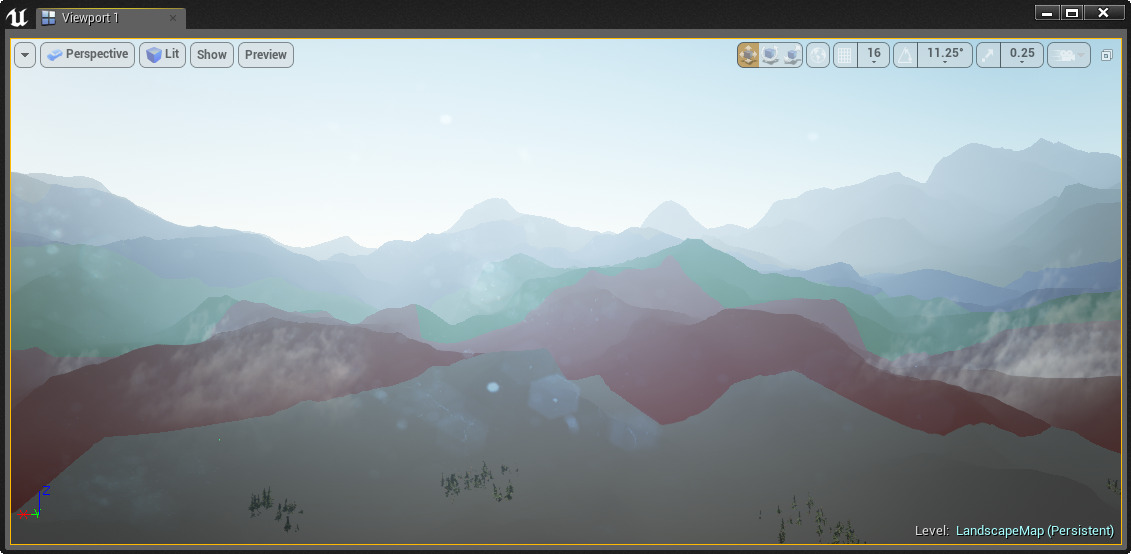 Viewport 1
Perspective
Lit
Show
Preview
16
11.25°
0.25
Z
X
Y
Level: LandscapeMap (Persistent)